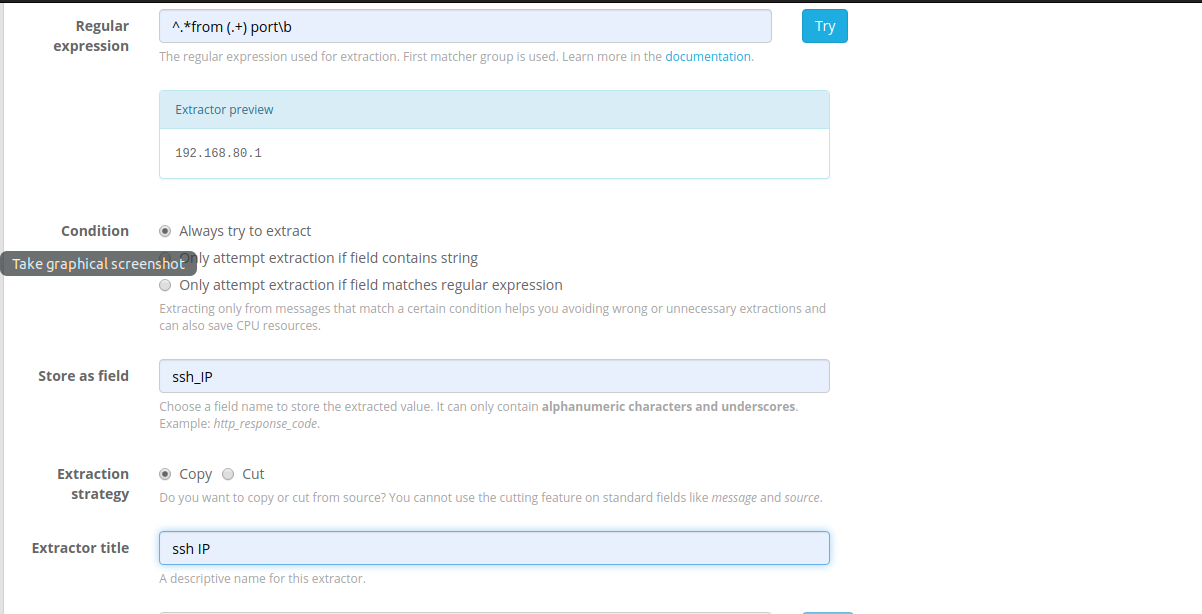 Regular expression
^.*from (.+) port\b
Try
The regular expression used for extraction. First matcher group is used. Learn more in the documentation.
Extractor preview
192.168.80.1
Condition
Always try to extract
Take graphical screenshot
Only attempt extraction if field contains string
Only attempt extraction if field matches regular expression
Extracting only from messages that match a certain condition helps you avoiding wrong or unnecessary extractions and
can also save CPU resources.
Store as field
ssh_IP
Choose a field name to store the extracted value. It can only contain alphanumeric characters and underscores.
Example: http_response_code.
Extraction
strategy
Copy
Cut
Do you want to copy or cut from source? You cannot use the cutting feature on standard fields like message and source.
Extractor title
ssh IP
A descriptive name for this extractor.